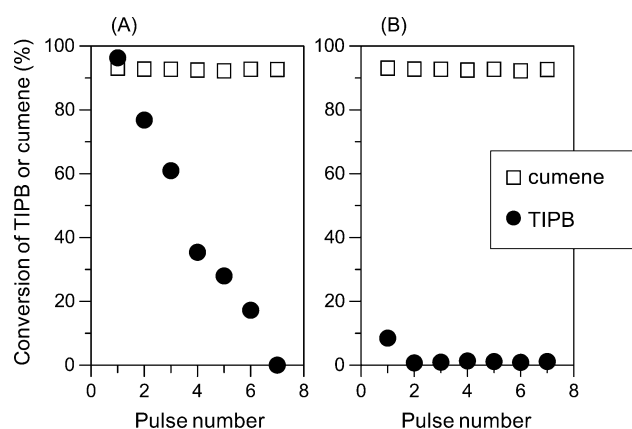 (A) (B)
Conversion of TIPB or cumene (%)
100 100
80 80
60 60
40 40
20 20
0 0
0 2 4 6 8 0 2 4 6 8
Pulse number Pulse number
cumene
TIPB